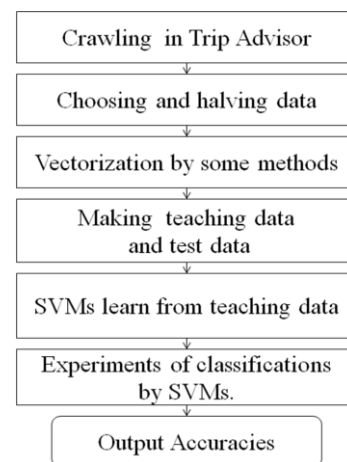 Crawling in Trip Advisor
Choosing and halving data
Vectorization by some methods
Making teaching data
and test data
SVMs learn from teaching data
Experiments of classifications
by SVMs.
Output Accuracies